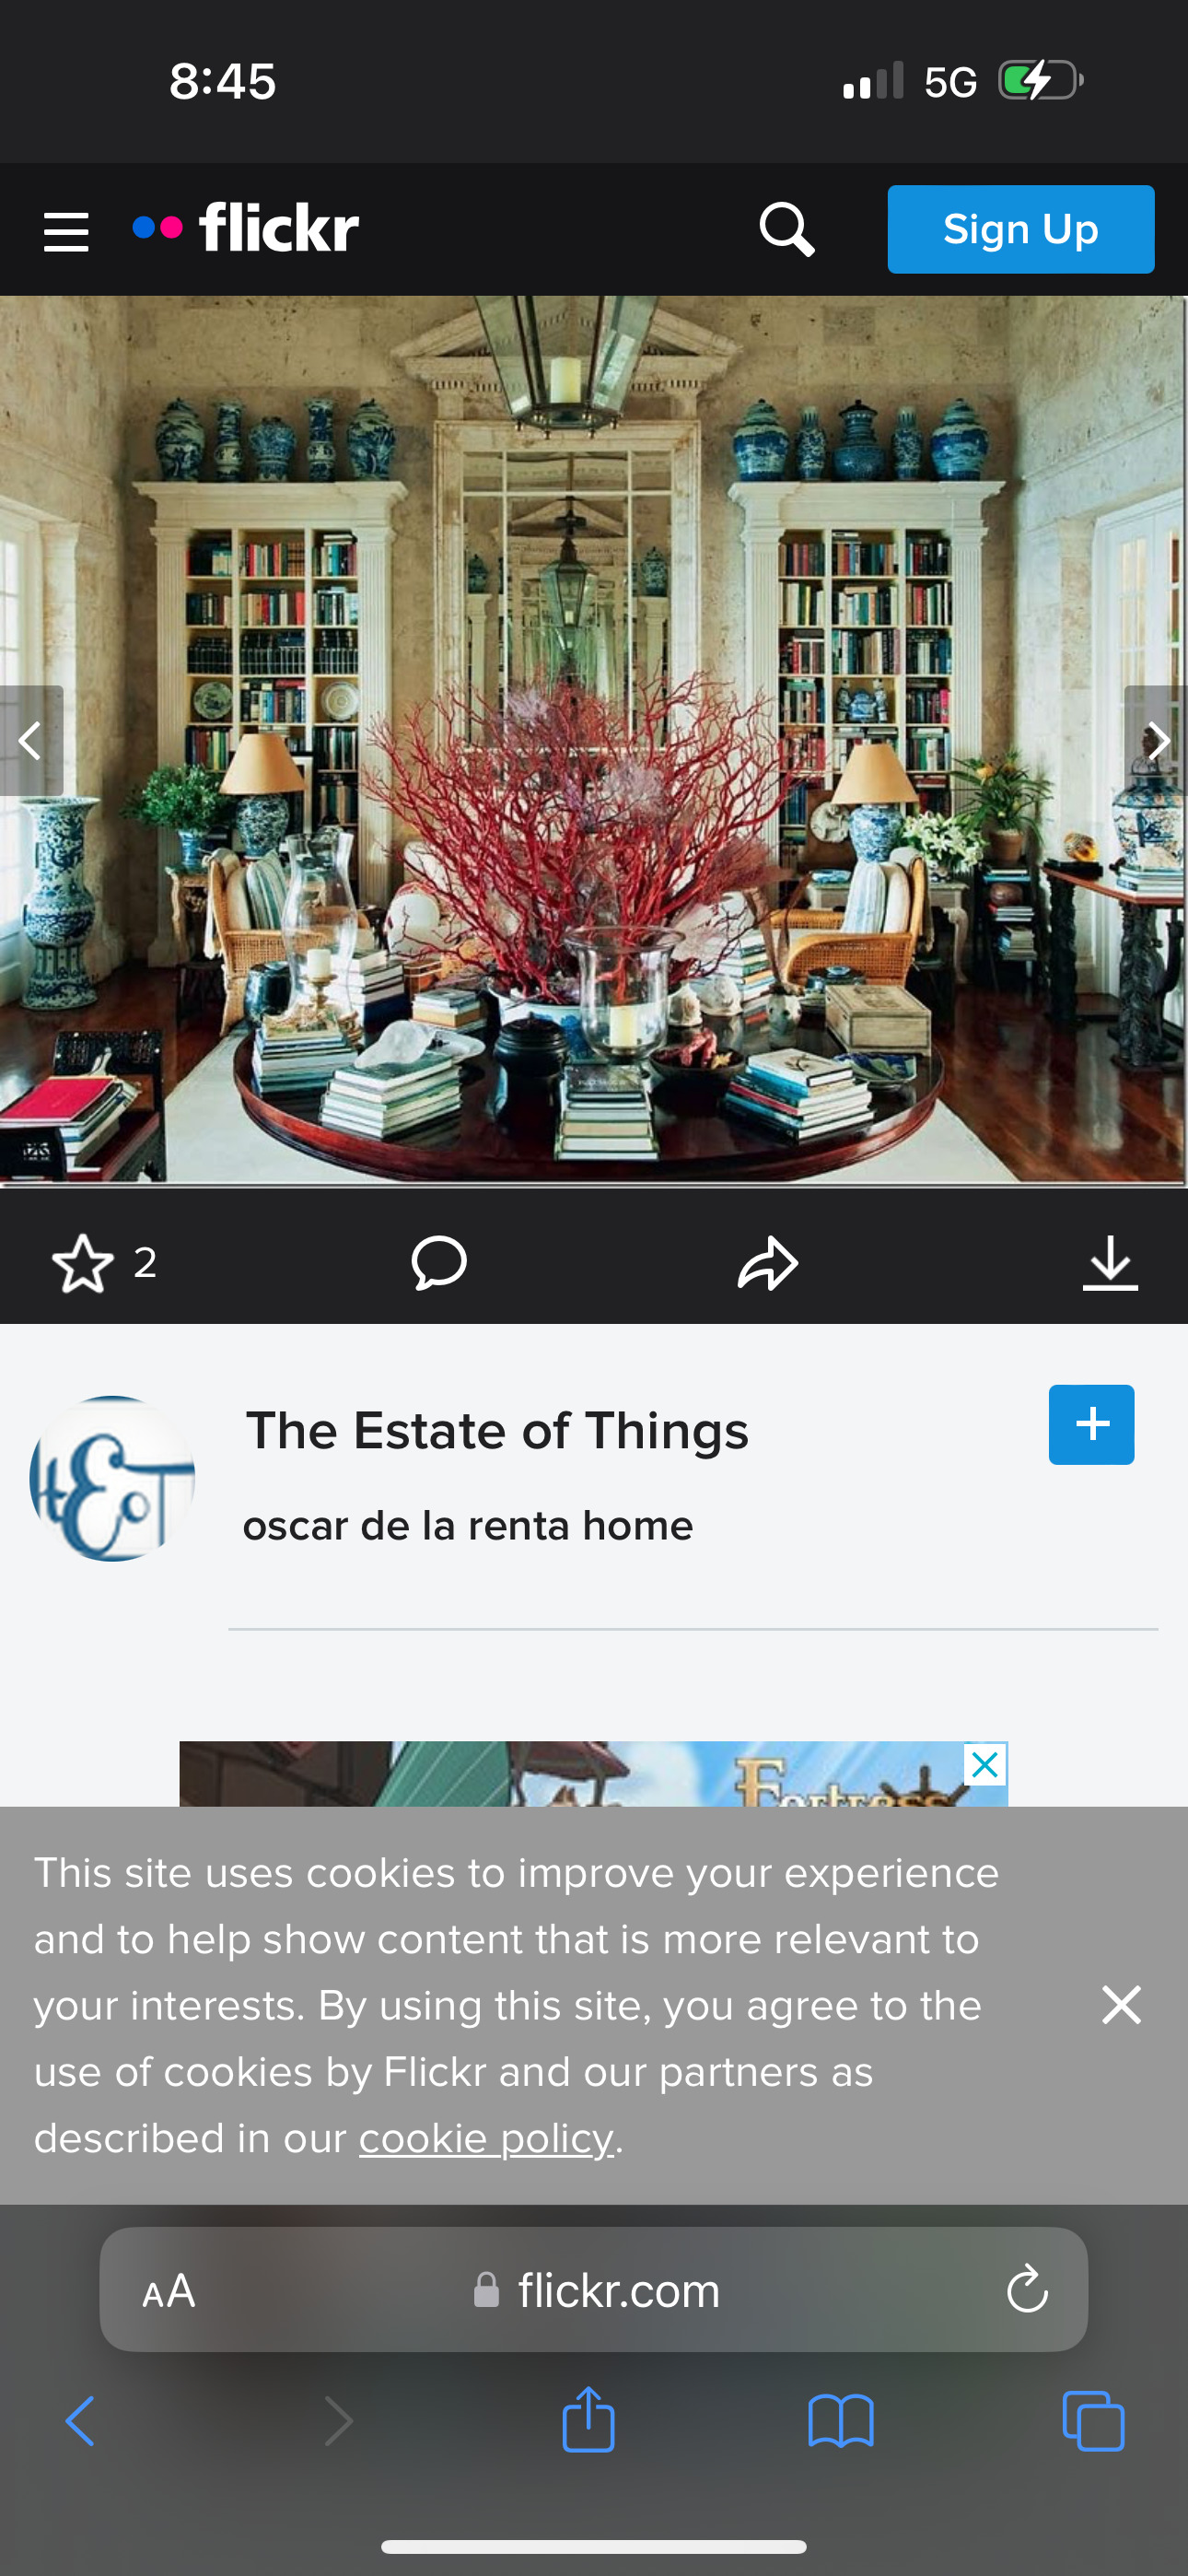 8:45
5G
flickr
Sign Up
2
tEoT
The Estate of Things
oscar de la renta home
Fortress
This site uses cookies to improve your experience
and to help show content that is more relevant to
your interests. By using this site, you agree to the
use of cookies by Flickr and our partners as
described in our cookie policy.
AA
flickr.com